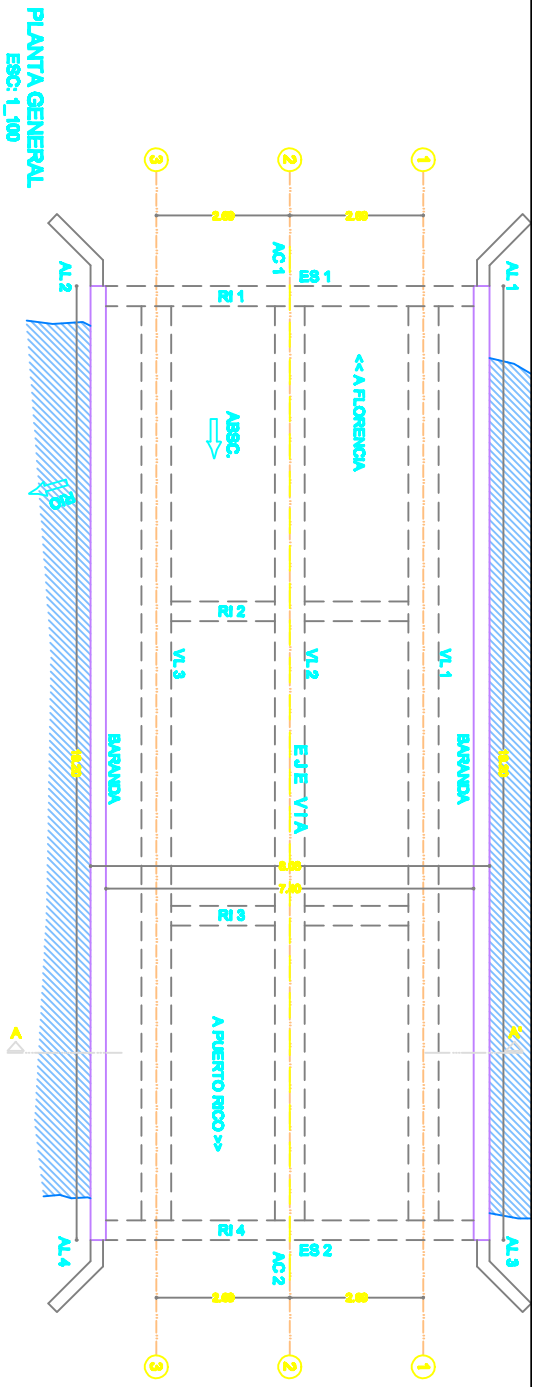 AL 1
AL 3
A'
BARANDA
VL 1
1
1
<< A FLORENCIA
ES 1
EJE VIA
ES 2
VL 2
2
AC 1
AC 2
2
ABSC.
RI 1
RI 2
RI 3
RI 4
A PUERTO RICO >>
VL 3
3
3
BARANDA
AL 2
AL 4
A
PLANTA GENERAL
ESC: 1_100